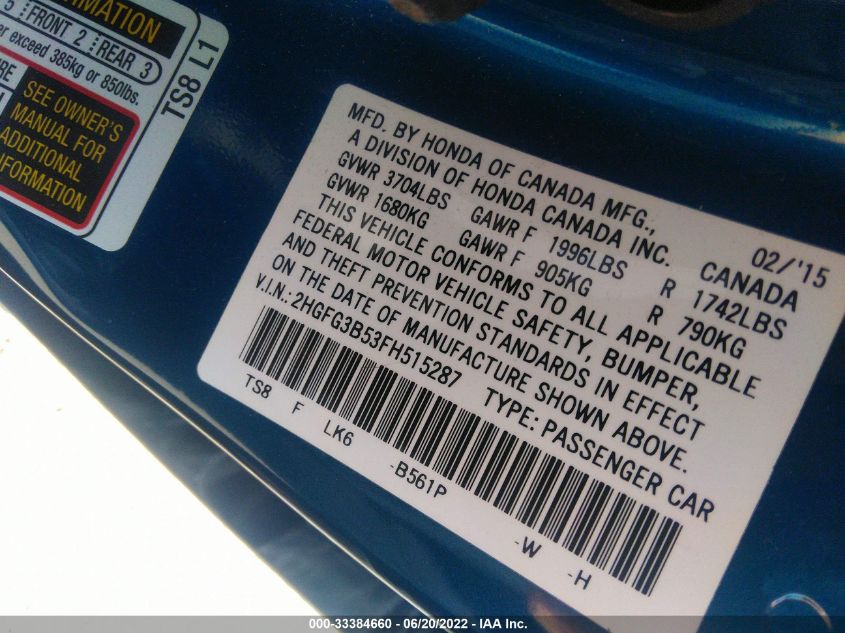 MATION
5 FRONT 2 REAR 3
er exceed 385kg or 850lbs.
SEE OWNER'S
MANUAL FOR
ADDITIONAL
INFORMATION
TS8 L1
MFD. BY HONDA OF CANADA MFG., 02/'15
A DIVISION OF HONDA CANADA INC. CANADA
GVWR 3704LBS GAWR F 1996LBS R 1742LBS
GVWR 1680KG GAWR F 905KG R 790KG
THIS VEHICLE CONFORMS TO ALL APPLICABLE
FEDERAL MOTOR VEHICLE SAFETY, BUMPER,
AND THEFT PREVENTION STANDARDS IN EFFECT
ON THE DATE OF MANUFACTURE SHOWN ABOVE.
V.I.N.: 2HGFG3B53FH515287 TYPE: PASSENGER CAR
TS8 F LK6 -B561P -W -H
000-33384660 - 06/20/2022 - IAA Inc.